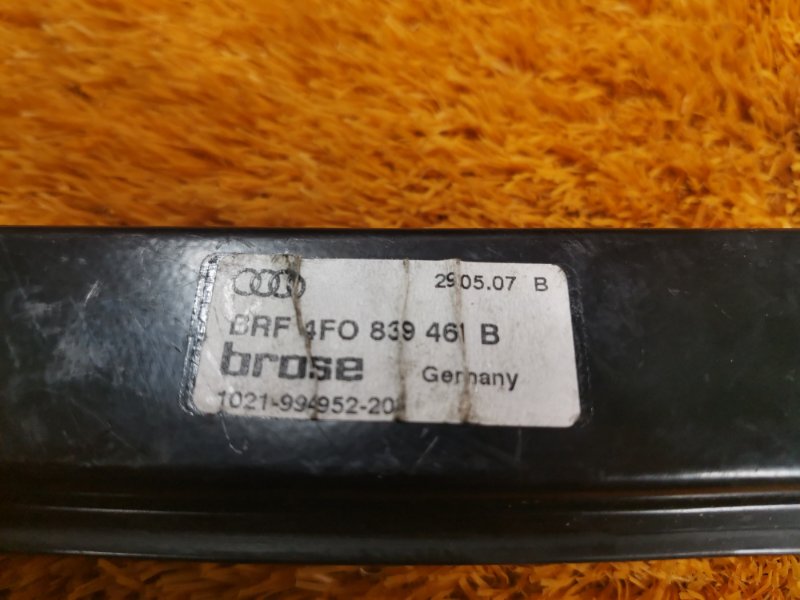 29.05.07 B
BRF 4F0 839 461 B
brose Germany
1021-994952-20